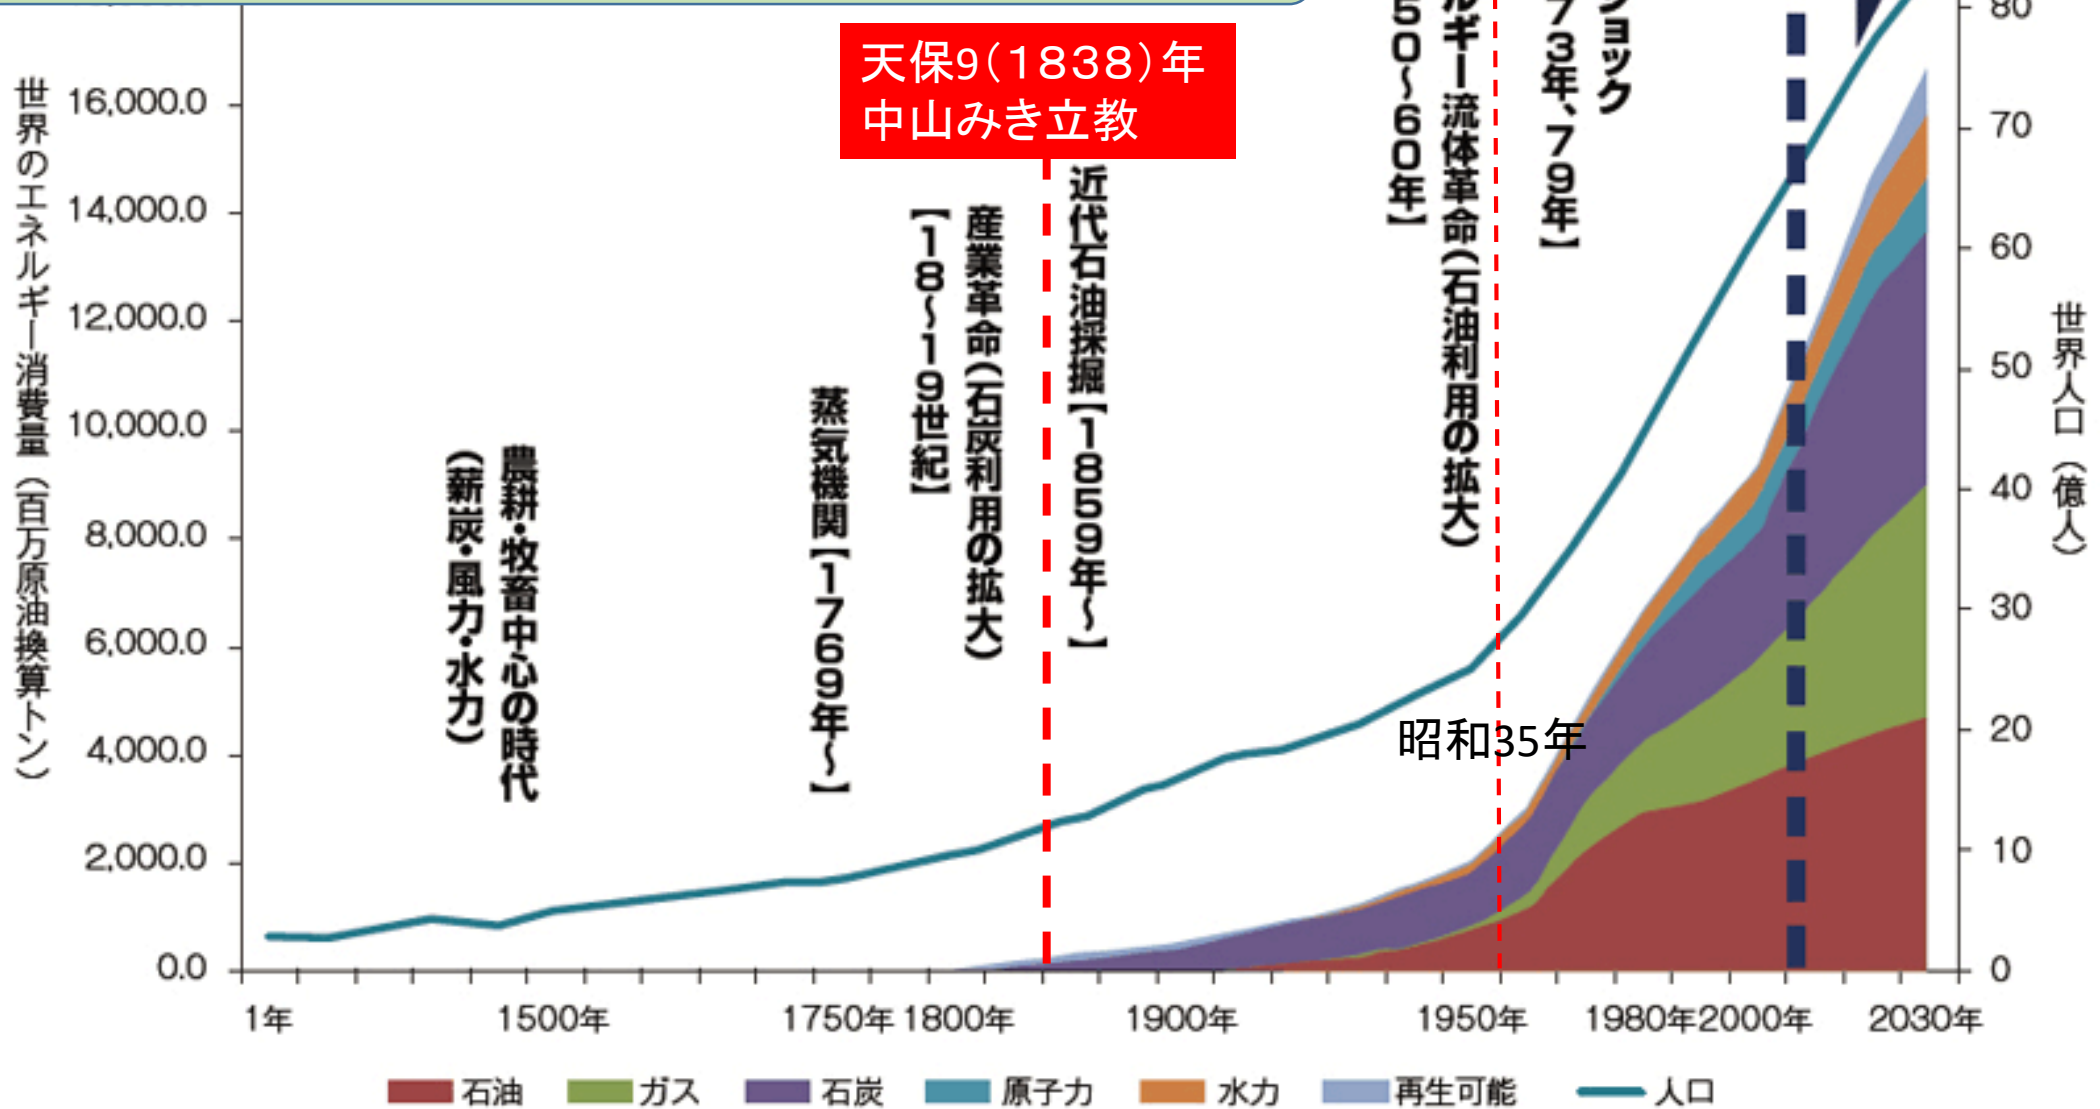 天保9（1838）年
中山みき立教
世界のエネルギー消費量（百万原油換算トン）
16,000.0
14,000.0
12,000.0
10,000.0
8,000.0
6,000.0
4,000.0
2,000.0
0.0
農耕・牧畜中心の時代
（薪炭・風力・水力）
蒸気機関【1769年〜】
産業革命（石炭利用の拡大）
【18〜19世紀】
近代石油採掘【1859年〜】
ルギー流体革命（石油利用の拡大）
50〜60年】
ョック
73年、79年】
昭和35年
80
70
60
50
40
30
20
10
0
世界人口（億人）
1年 1500年 1750年 1800年 1900年 1950年 1980年 2000年 2030年
石油 ガス 石炭 原子力 水力 再生可能 人口